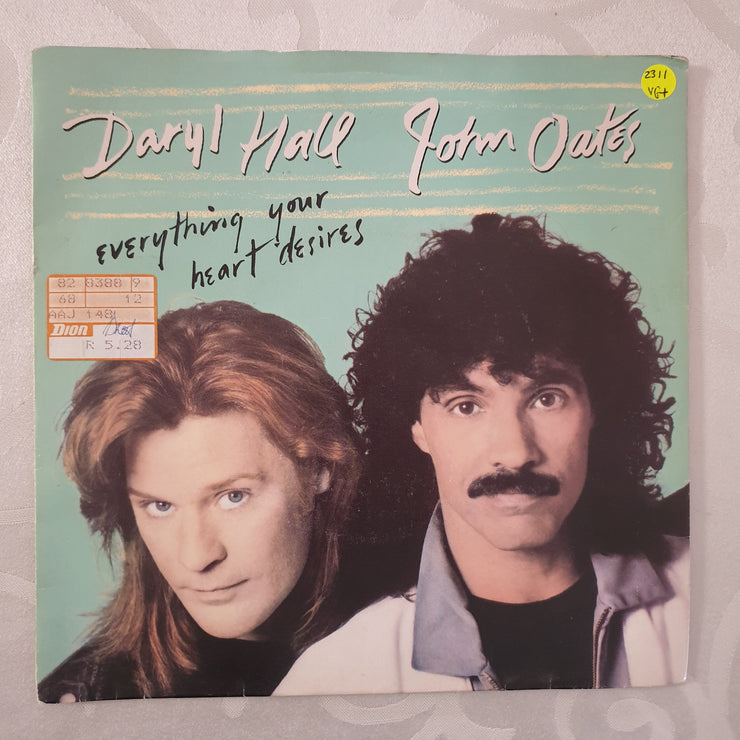 2311
VG+
Daryl Hall John Oates
everything your
heart desires
82 8388 9
68 12
AAJ 148
Dion
R 5.28